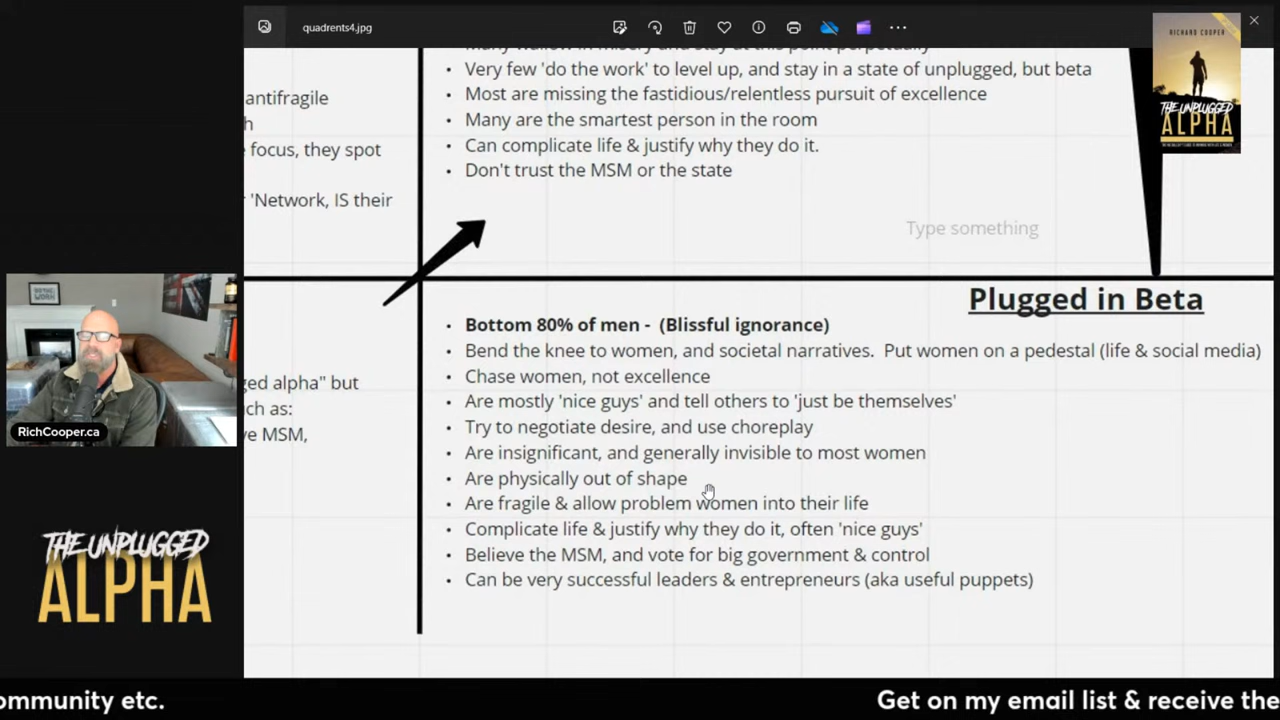 quadrents4.jpg
RICHARD COOPER
THE UNPLUGGED
ALPHA
Very few 'do the work' to level up, and stay in a state of unplugged, but beta
Most are missing the fastidious/relentless pursuit of excellence
Many are the smartest person in the room
Can complicate life & justify why they do it.
Don't trust the MSM or the state
Type something
antifragile
h
focus, they spot
'Network, IS their
Plugged in Beta
Bottom 80% of men - (Blissful ignorance)
Bend the knee to women, and societal narratives. Put women on a pedestal (life & social media)
Chase women, not excellence
Are mostly 'nice guys' and tell others to 'just be themselves'
Try to negotiate desire, and use choreplay
Are insignificant, and generally invisible to most women
Are physically out of shape
Are fragile & allow problem women into their life
Complicate life & justify why they do it, often 'nice guys'
Believe the MSM, and vote for big government & control
Can be very successful leaders & entrepreneurs (aka useful puppets)
ged alpha" but
ch as:
ve MSM,
RichCooper.ca
THE UNPLUGGED
ALPHA
ommunity etc.
Get on my email list & receive the